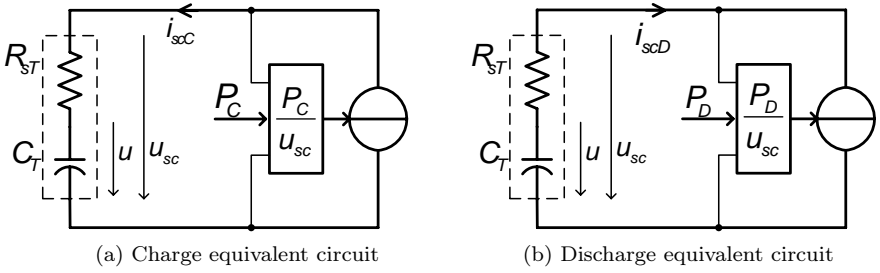 i_scC
R_sT
P_C
P_C
u_sc
C_T
u
u_sc
(a) Charge equivalent circuit
i_scD
R_sT
P_D
P_D
u_sc
C_T
u
u_sc
(b) Discharge equivalent circuit